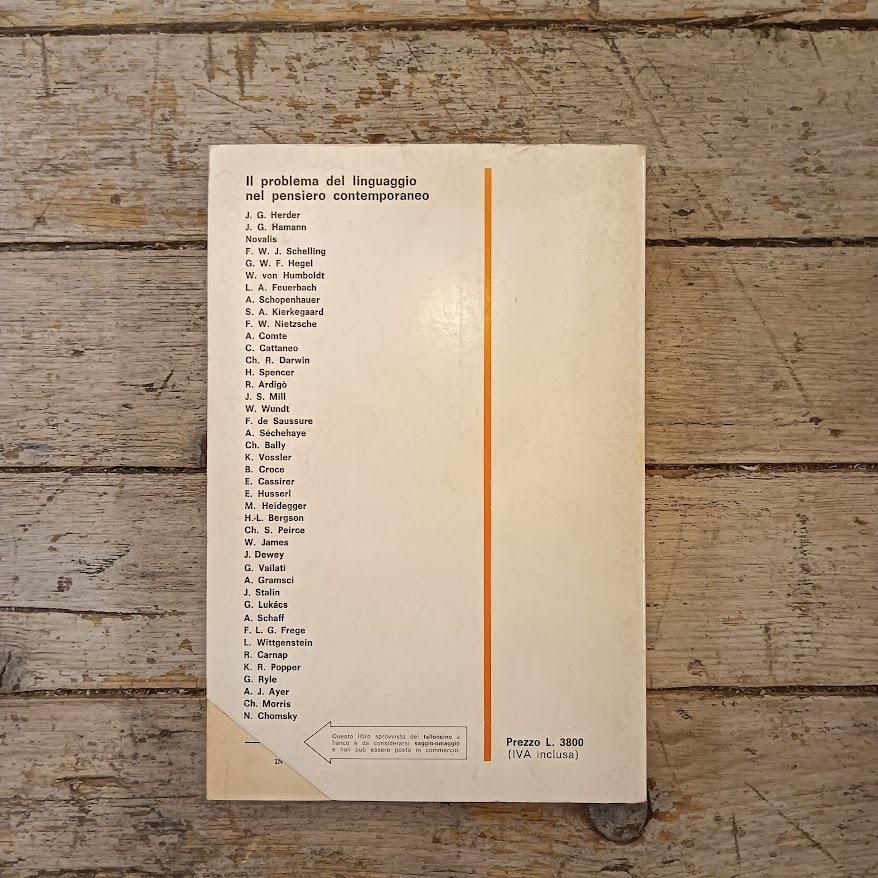 Il problema del linguaggio
nel pensiero contemporaneo
J. G. Herder
J. G. Hamann
Novalis
F. W. J. Schelling
G. W. F. Hegel
W. von Humboldt
L. A. Feuerbach
A. Schopenhauer
S. A. Kierkegaard
F. W. Nietzsche
A. Comte
C. Cattaneo
Ch. R. Darwin
H. Spencer
R. Ardigò
J. S. Mill
W. Wundt
F. de Saussure
A. Séchehaye
Ch. Bally
K. Vossler
B. Croce
E. Cassirer
E. Husserl
M. Heidegger
H.-L. Bergson
Ch. S. Peirce
W. James
J. Dewey
G. Vailati
A. Gramsci
J. Stalin
G. Lukács
A. Schaff
F. L. G. Frege
L. Wittgenstein
R. Carnap
K. R. Popper
G. Ryle
A. J. Ayer
Ch. Morris
N. Chomsky
Questo libro sprovvisto del talloncino a
fianco è da considerarsi saggio-omaggio
e non può essere posto in commercio.
IN
Prezzo L. 3800
(IVA inclusa)